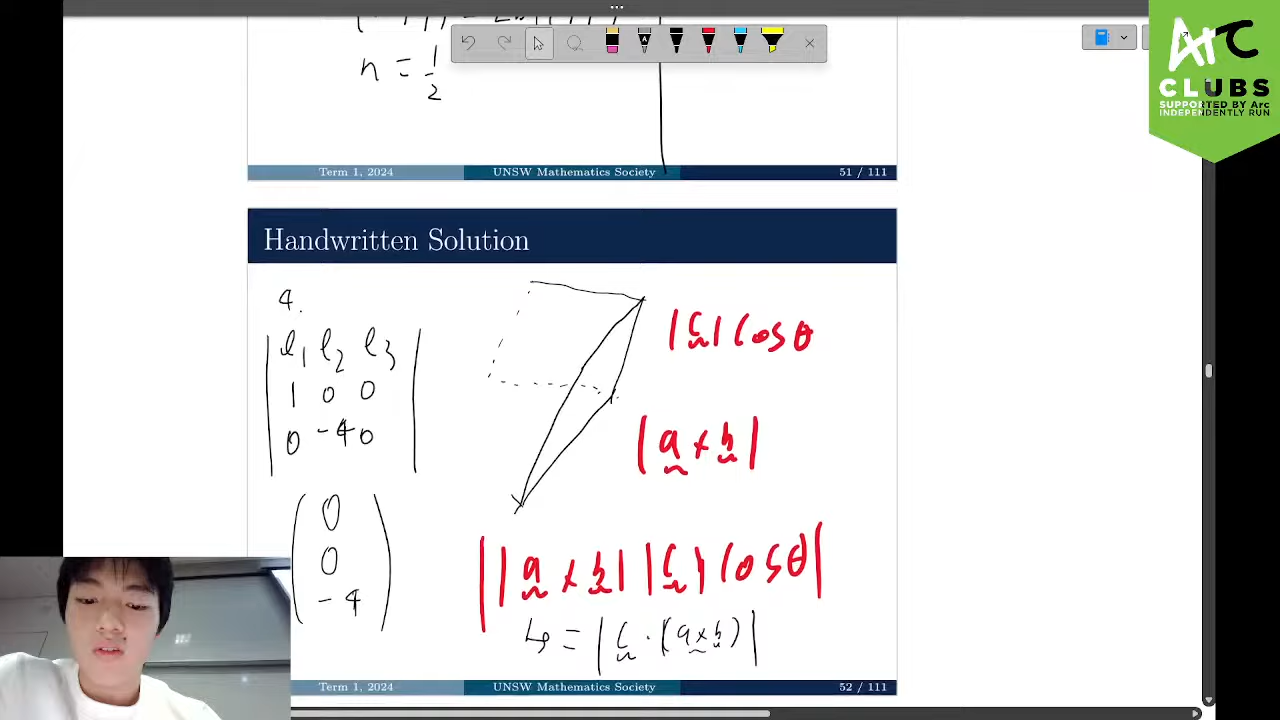 n = 1/2
Arc
CLUBS
SUPPORTED BY Arc
INDEPENDENTLY RUN
Term 1, 2024 UNSW Mathematics Society 51 / 111
Handwritten Solution
4.
| e₁ e₂ e₃ |
| 1 0 0 |
| 0 -4 0 |
( 0
0
-4 )
|c| cos θ
|a × b|
||a × b| |c| cos θ|
↳ = |c · (a × b)|
Term 1, 2024 UNSW Mathematics Society 52 / 111